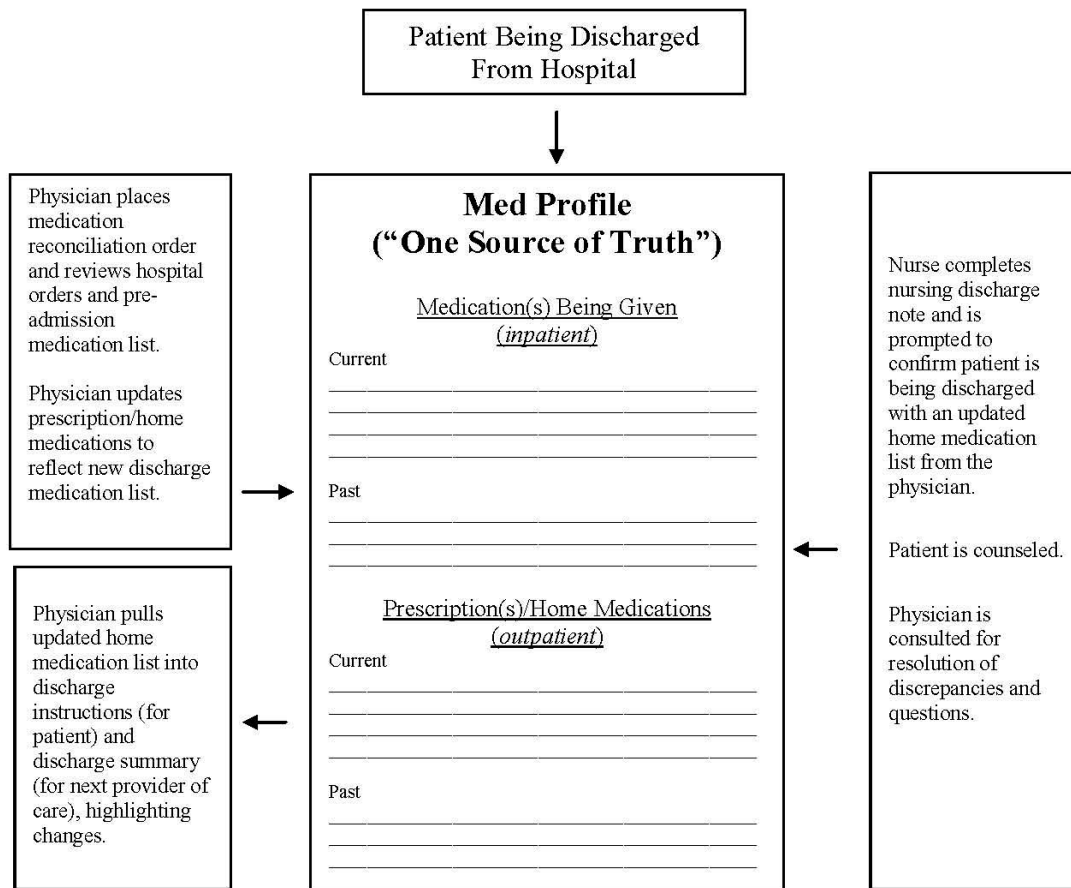 Patient Being Discharged
From Hospital
Physician places
medication
reconciliation order
and reviews hospital
orders and pre-
admission
medication list.
Physician updates
prescription/home
medications to
reflect new discharge
medication list.
Physician pulls
updated home
medication list into
discharge
instructions (for
patient) and
discharge summary
(for next provider of
care), highlighting
changes.
Med Profile
(“One Source of Truth”)
Medication(s) Being Given
(inpatient)
Current
Past
Prescription(s)/Home Medications
(outpatient)
Current
Past
Nurse completes
nursing discharge
note and is
prompted to
confirm patient is
being discharged
with an updated
home medication
list from the
physician.
Patient is counseled.
Physician is
consulted for
resolution of
discrepancies and
questions.